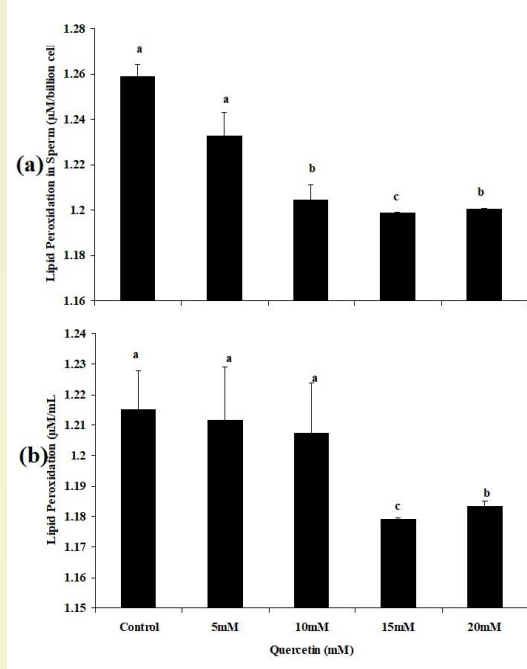 (a)
Lipid Peroxidation in Sperm (µM/billion cell
1.28
1.26
1.24
1.22
1.2
1.18
1.16
a
a
b
c
b
(b)
Lipid Peroxidation (µM/mL
1.24
1.23
1.22
1.21
1.2
1.19
1.18
1.17
1.16
1.15
a
a
a
c
b
Control 5mM 10mM 15mM 20mM
Quercetin (mM)